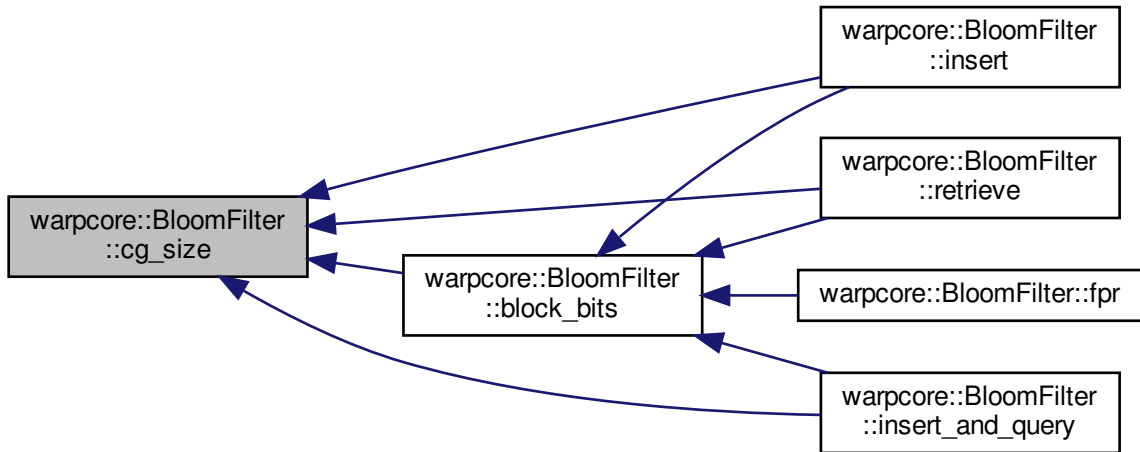 warpcore::BloomFilter
::insert
warpcore::BloomFilter
::retrieve
warpcore::BloomFilter
::cg_size
warpcore::BloomFilter
::block_bits
warpcore::BloomFilter::fpr
warpcore::BloomFilter
::insert_and_query